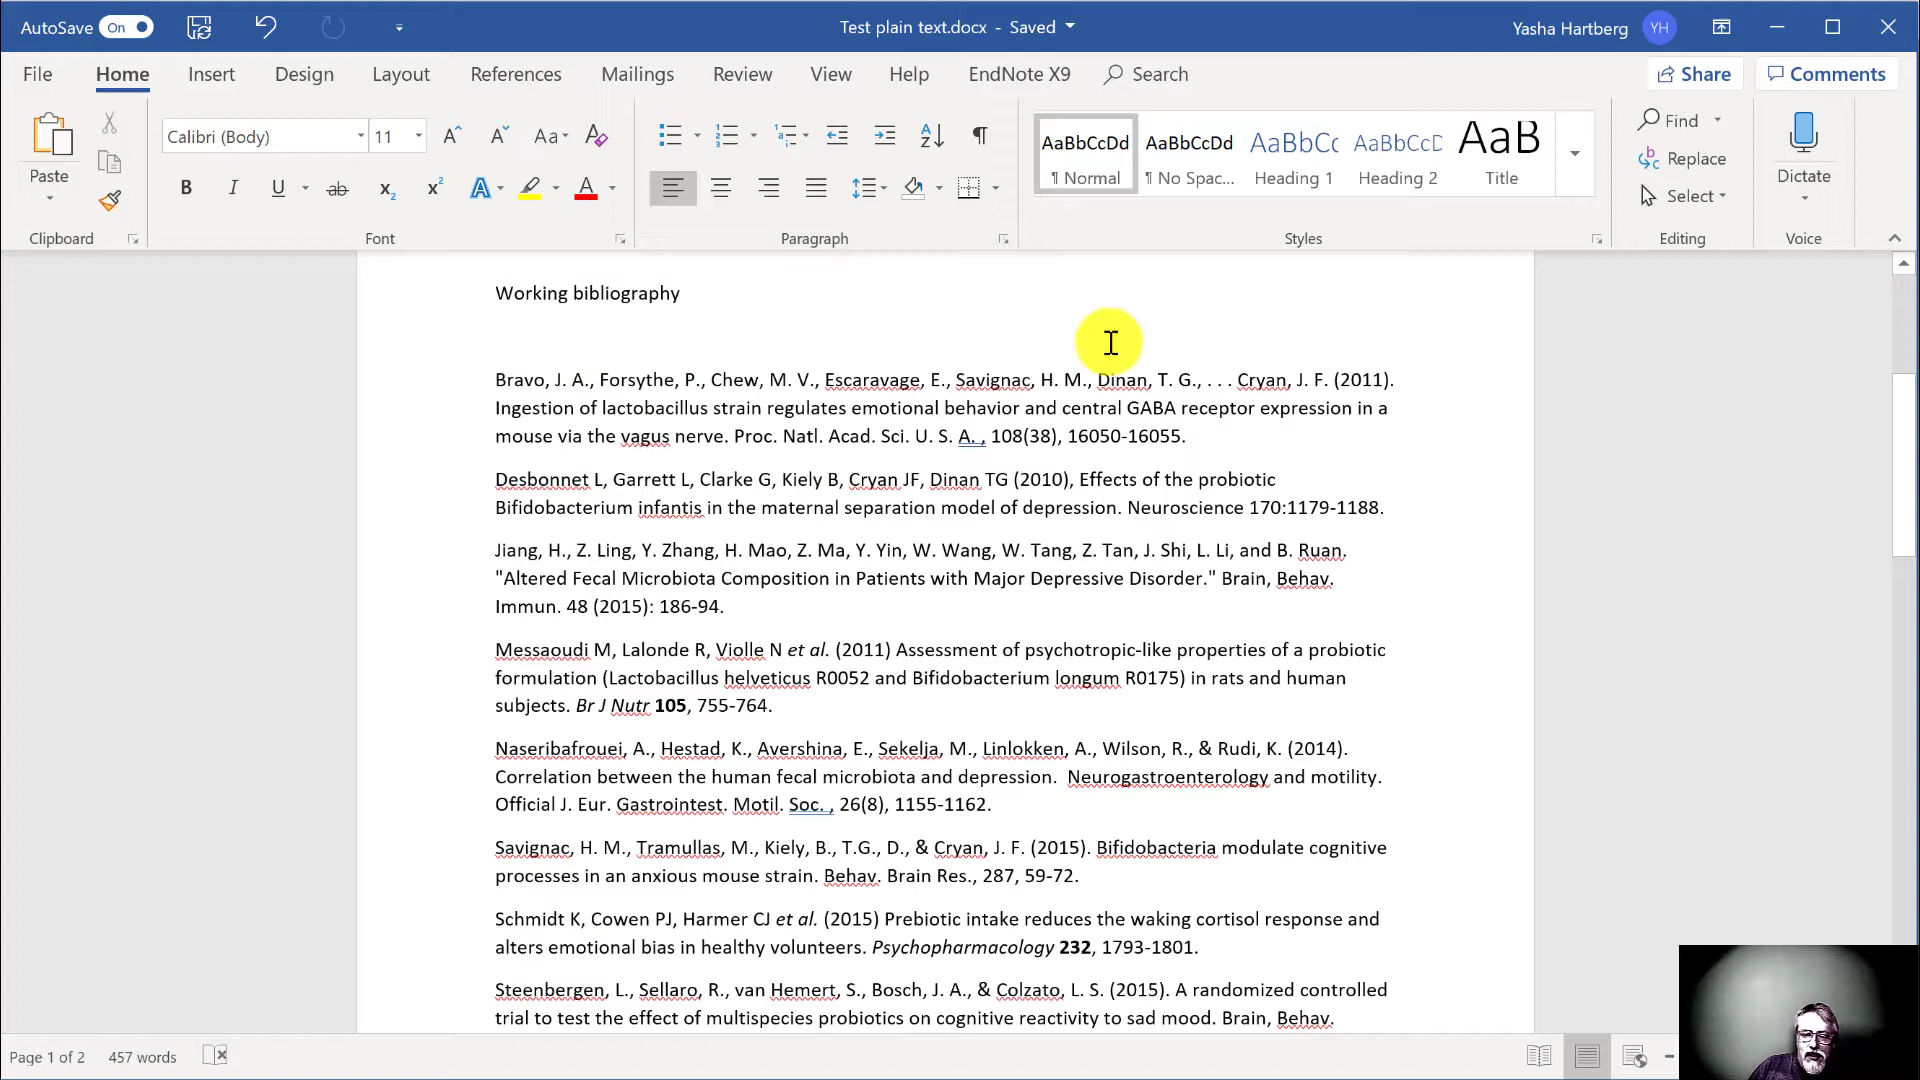 AutoSave On Test plain text.docx - Saved Yasha Hartberg YH
File Home Insert Design Layout References Mailings Review View Help EndNote X9 Search Share Comments
Paste
Clipboard
Calibri (Body) 11 Aa
B I U ab x₂ x² A A
Font
Paragraph
AaBbCcDd AaBbCcDd AaBbCc AaBbCcD AaB
¶ Normal ¶ No Spac... Heading 1 Heading 2 Title
Styles
Find
Replace
Select
Editing
Dictate
Voice
Working bibliography
Bravo, J. A., Forsythe, P., Chew, M. V., Escaravage, E., Savignac, H. M., Dinan, T. G., . . . Cryan, J. F. (2011).
Ingestion of lactobacillus strain regulates emotional behavior and central GABA receptor expression in a
mouse via the vagus nerve. Proc. Natl. Acad. Sci. U. S. A. , 108(38), 16050-16055.
Desbonnet L, Garrett L, Clarke G, Kiely B, Cryan JF, Dinan TG (2010), Effects of the probiotic
Bifidobacterium infantis in the maternal separation model of depression. Neuroscience 170:1179-1188.
Jiang, H., Z. Ling, Y. Zhang, H. Mao, Z. Ma, Y. Yin, W. Wang, W. Tang, Z. Tan, J. Shi, L. Li, and B. Ruan.
"Altered Fecal Microbiota Composition in Patients with Major Depressive Disorder." Brain, Behav.
Immun. 48 (2015): 186-94.
Messaoudi M, Lalonde R, Violle N et al. (2011) Assessment of psychotropic-like properties of a probiotic
formulation (Lactobacillus helveticus R0052 and Bifidobacterium longum R0175) in rats and human
subjects. Br J Nutr 105, 755-764.
Naseribafrouei, A., Hestad, K., Avershina, E., Sekelja, M., Linlokken, A., Wilson, R., & Rudi, K. (2014).
Correlation between the human fecal microbiota and depression.  Neurogastroenterology and motility.
Official J. Eur. Gastrointest. Motil. Soc. , 26(8), 1155-1162.
Savignac, H. M., Tramullas, M., Kiely, B., T.G., D., & Cryan, J. F. (2015). Bifidobacteria modulate cognitive
processes in an anxious mouse strain. Behav. Brain Res., 287, 59-72.
Schmidt K, Cowen PJ, Harmer CJ et al. (2015) Prebiotic intake reduces the waking cortisol response and
alters emotional bias in healthy volunteers. Psychopharmacology 232, 1793-1801.
Steenbergen, L., Sellaro, R., van Hemert, S., Bosch, J. A., & Colzato, L. S. (2015). A randomized controlled
trial to test the effect of multispecies probiotics on cognitive reactivity to sad mood. Brain, Behav.
Page 1 of 2 457 words